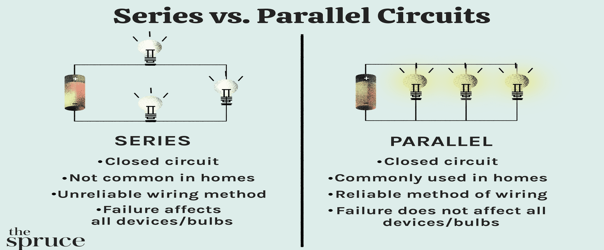 Series vs. Parallel Circuits
SERIES
•Closed circuit
•Not common in homes
•Unreliable wiring method
•Failure affects
all devices/bulbs
PARALLEL
•Closed circuit
•Commonly used in homes
•Reliable method of wiring
•Failure does not affect all
devices/bulbs
the
spruce